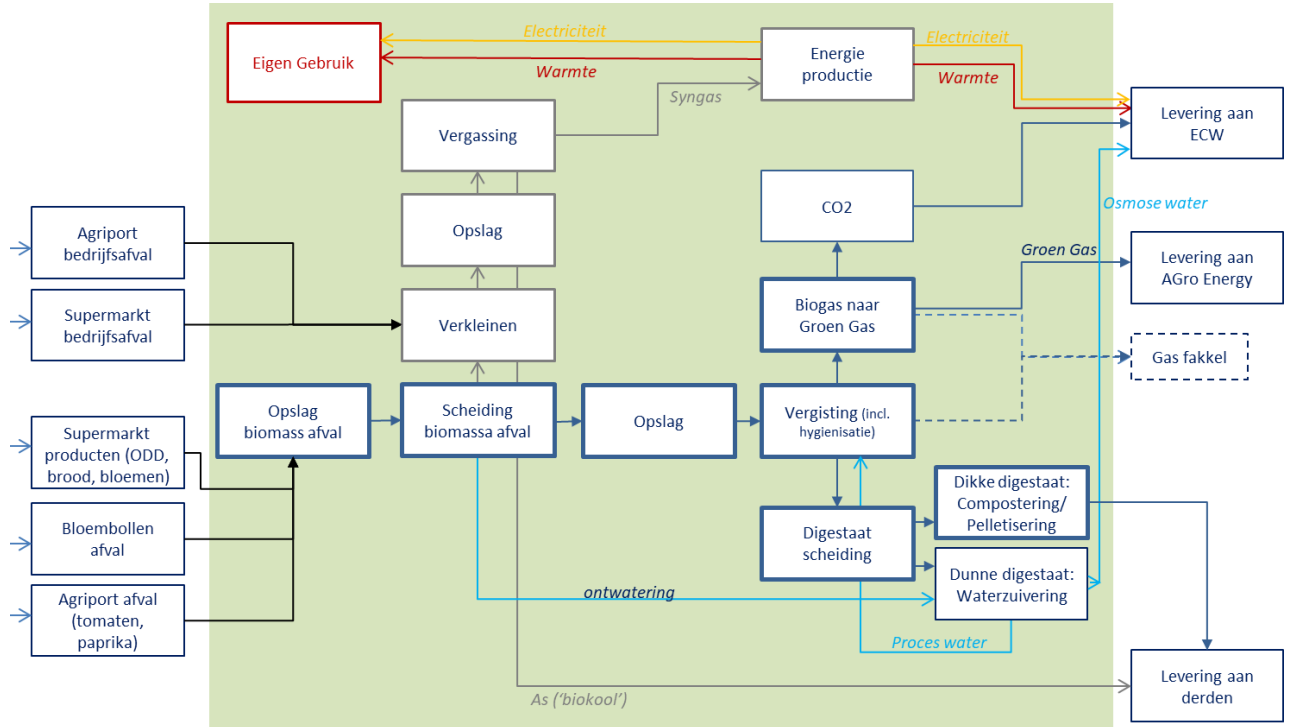 Electriciteit
Electriciteit
Eigen Gebruik
Energie
productie
Warmte
Warmte
Syngas
Vergassing
Levering aan
ECW
Agriport
bedrijfsafval
Opslag
CO2
Osmose water
Groen Gas
Levering aan
AGro Energy
Supermarkt
bedrijfsafval
Verkleinen
Biogas naar
Groen Gas
Gas fakkel
Opslag
biomass afval
Scheiding
biomassa afval
Opslag
Vergisting (incl.
hygienisatie)
Supermarkt
producten (ODD,
brood, bloemen)
Dikke digestaat:
Compostering/
Pelletisering
Bloembollen
afval
Digestaat
scheiding
Agriport afval
(tomaten,
paprika)
ontwatering
Dunne digestaat:
Waterzuivering
Proces water
As (‘biokool’)
Levering aan
derden